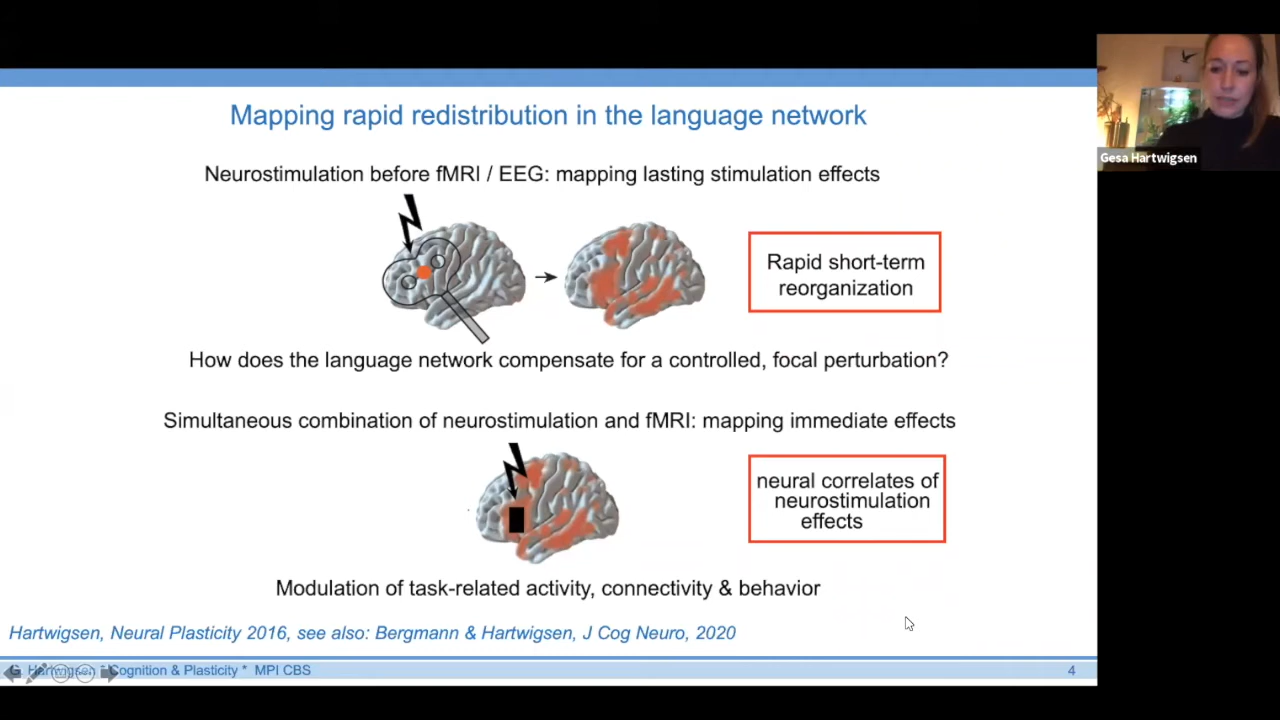 Mapping rapid redistribution in the language network
Neurostimulation before fMRI / EEG: mapping lasting stimulation effects
Rapid short-term
reorganization
How does the language network compensate for a controlled, focal perturbation?
Simultaneous combination of neurostimulation and fMRI: mapping immediate effects
neural correlates of
neurostimulation
effects
Modulation of task-related activity, connectivity & behavior
Hartwigsen, Neural Plasticity 2016, see also: Bergmann & Hartwigsen, J Cog Neuro, 2020
G. Hartwigsen * Cognition & Plasticity * MPI CBS
4
Gesa Hartwigsen